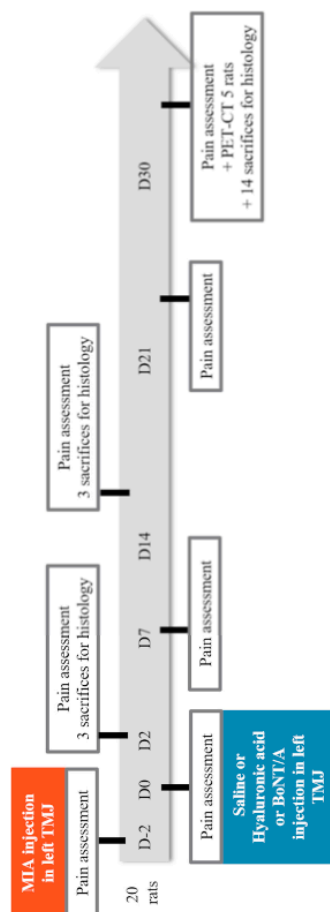 MIA injection
in left TMJ
Pain assessment
Pain assessment
3 sacrifices for histology
Pain assessment
3 sacrifices for histology
20
rats
D-2
D0
D2
D7
D14
D21
D30
Pain assessment
Saline or
Hyaluronic acid
or BoNT/A
injection in left
TMJ
Pain assessment
Pain assessment
Pain assessment
+ PET-CT 5 rats
+ 14 sacrifices for histology